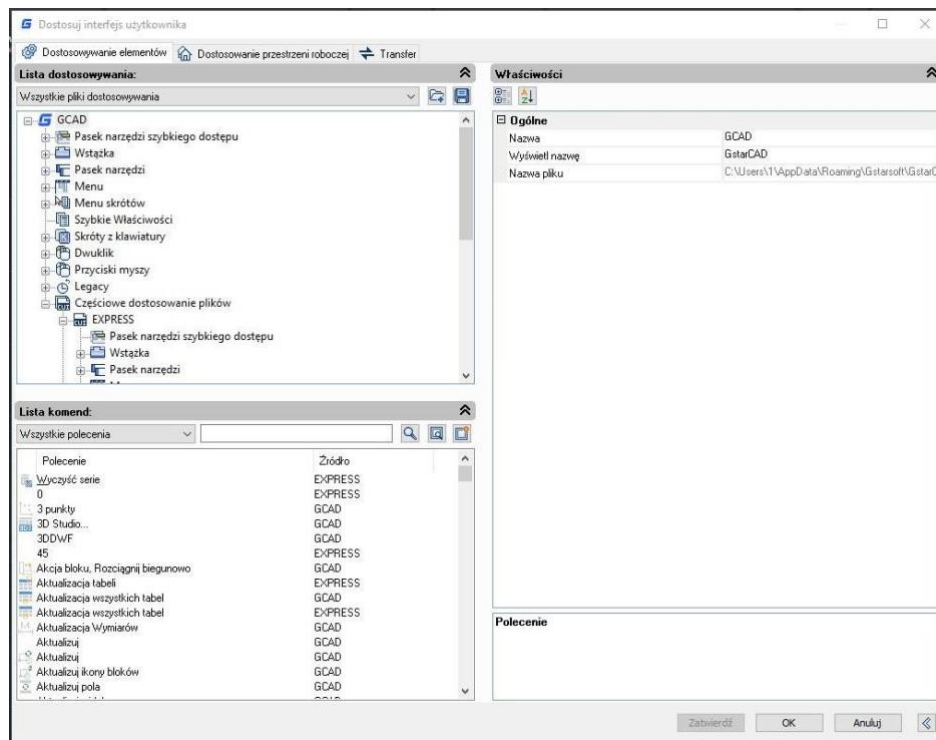 Dostosuj interfejs użytkownika
Dostosowywanie elementów Dostosowanie przestrzeni roboczej Transfer
Lista dostosowywania:
Wszystkie pliki dostosowywania
GCAD
Pasek narzędzi szybkiego dostępu
Wstążka
Pasek narzędzi
Menu
Menu skrótów
Szybkie Właściwości
Skróty z klawiatury
Dwuklik
Przyciski myszy
Legacy
Częściowe dostosowanie plików
EXPRESS
Pasek narzędzi szybkiego dostępu
Wstążka
Pasek narzędzi
Lista komend:
Wszystkie polecenia
Polecenie Źródło
Wyczyść serie EXPRESS
0 EXPRESS
3 punkty GCAD
3D Studio... GCAD
3DDWF GCAD
45 EXPRESS
Akcja bloku, Rozciągnij biegunowo GCAD
Aktualizacja tabeli EXPRESS
Aktualizacja wszystkich tabel GCAD
Aktualizacja wszystkich tabel EXPRESS
Aktualizacja Wymiarów GCAD
Aktualizuj GCAD
Aktualizuj GCAD
Aktualizuj ikony bloków GCAD
Aktualizuj pola GCAD
Właściwości
Ogólne
Nazwa GCAD
Wyświetl nazwę GstarCAD
Nazwa pliku C:\Users\1\AppData\Roaming\Gstarsoft\GstarC
Polecenie
Zatwierdź OK Anuluj